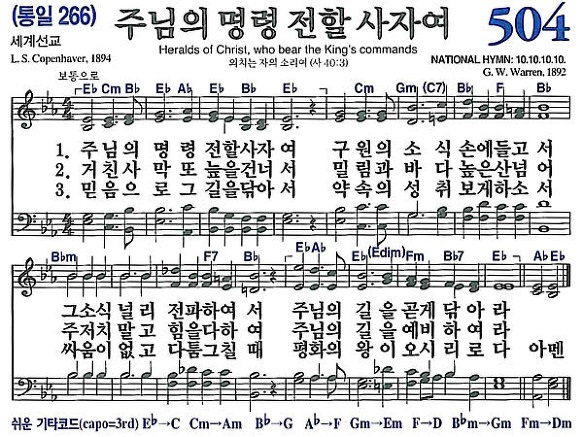 (통일 266) 주님의 명령 전할 사자여 504
세계선교
Heralds of Christ, who bear the King's commands
L. S. Copenhaver, 1894
외치는 자의 소리여 (사 40:3)
NATIONAL HYMN: 10.10.10.10.
G. W. Warren, 1892
보통으로
E♭ Cm B♭ E♭ A♭ E♭ B♭ E♭ Cm Gm (C7) B♭ F B♭
1. 주님의 명령 전할사자 여 구원의 소식 손에들고 서
2. 거친사 막 또 늪을건너 서 밀림과 바 다 높은산넘 어
3. 믿음으 로 그 길을닦아 서 약속의 성취 보게하소 서
B♭m F7 B♭ E♭A♭ E♭(Edim)Fm B♭7 E♭ A♭ E♭
그소식 널리 전파하여 서 주님의 길을 곧게 닦 아라
주저치 말고 힘을다하 여 주님의 길을 예비하 여라
싸움이 없고 다툼그칠 때 평화의 왕이 오시리 로다 아멘
쉬운 기타코드(capo=3rd) E♭→C Cm→Am B♭→G A♭→F Gm→Em F→D B♭m→Gm Fm→Dm